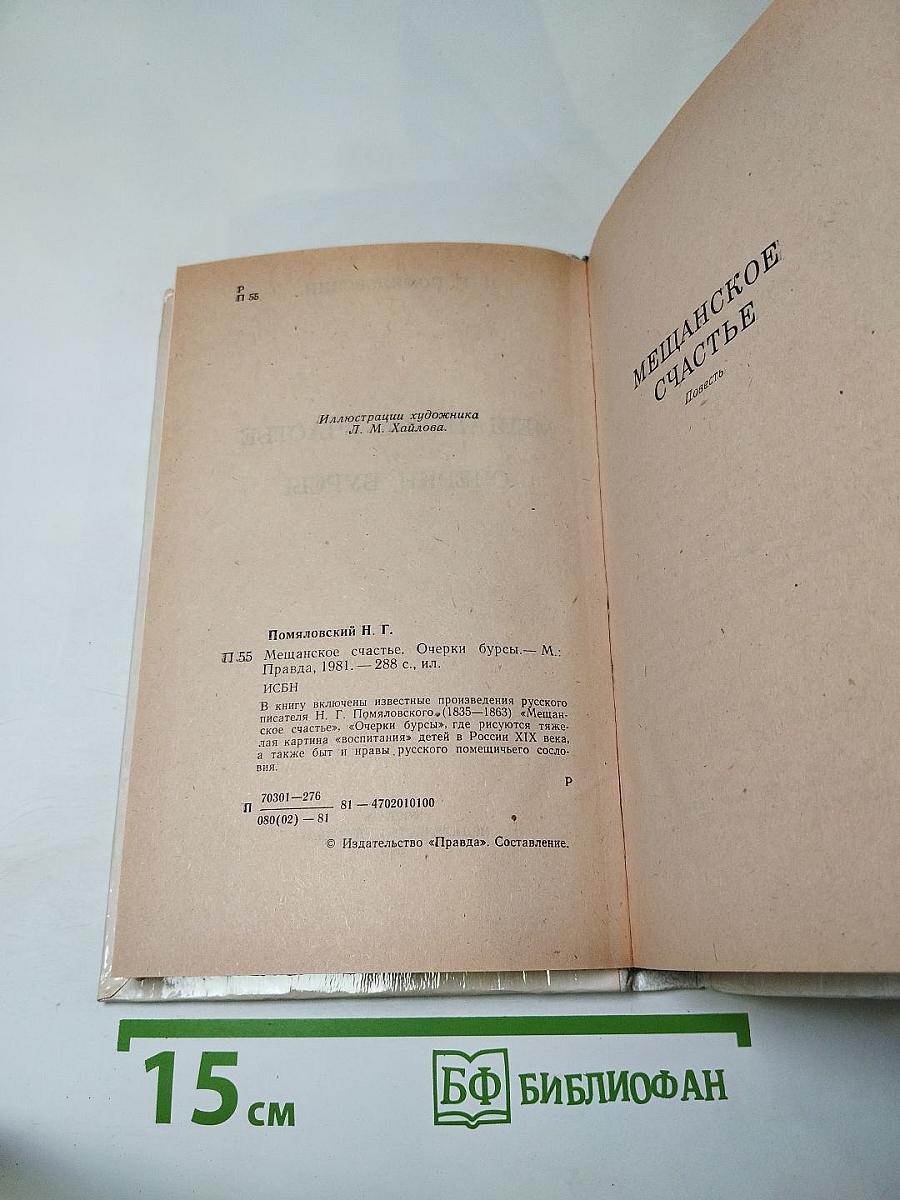 Р
П 55
Иллюстрации художника
Л. М. Хайлова.
Помяловский Н. Г.
П 55 Мещанское счастье. Очерки бурсы.— М.:
Правда, 1981. — 288 с., ил.
ИСБН
В книгу включены известные произведения русского
писателя Н. Г. Помяловского (1835—1863) «Мещан-
ское счастье», «Очерки бурсы», где рисуются тяже-
лая картина «воспитания» детей в России XIX века,
а также быт и нравы русского помещичьего сосло-
вия.
Р
П 70301—276 81 — 4702010100
080(02) — 81
© Издательство «Правда». Составление.
МЕЩАНСКОЕ
СЧАСТЬЕ
Повесть
15 см
БФ БИБЛИОФАН